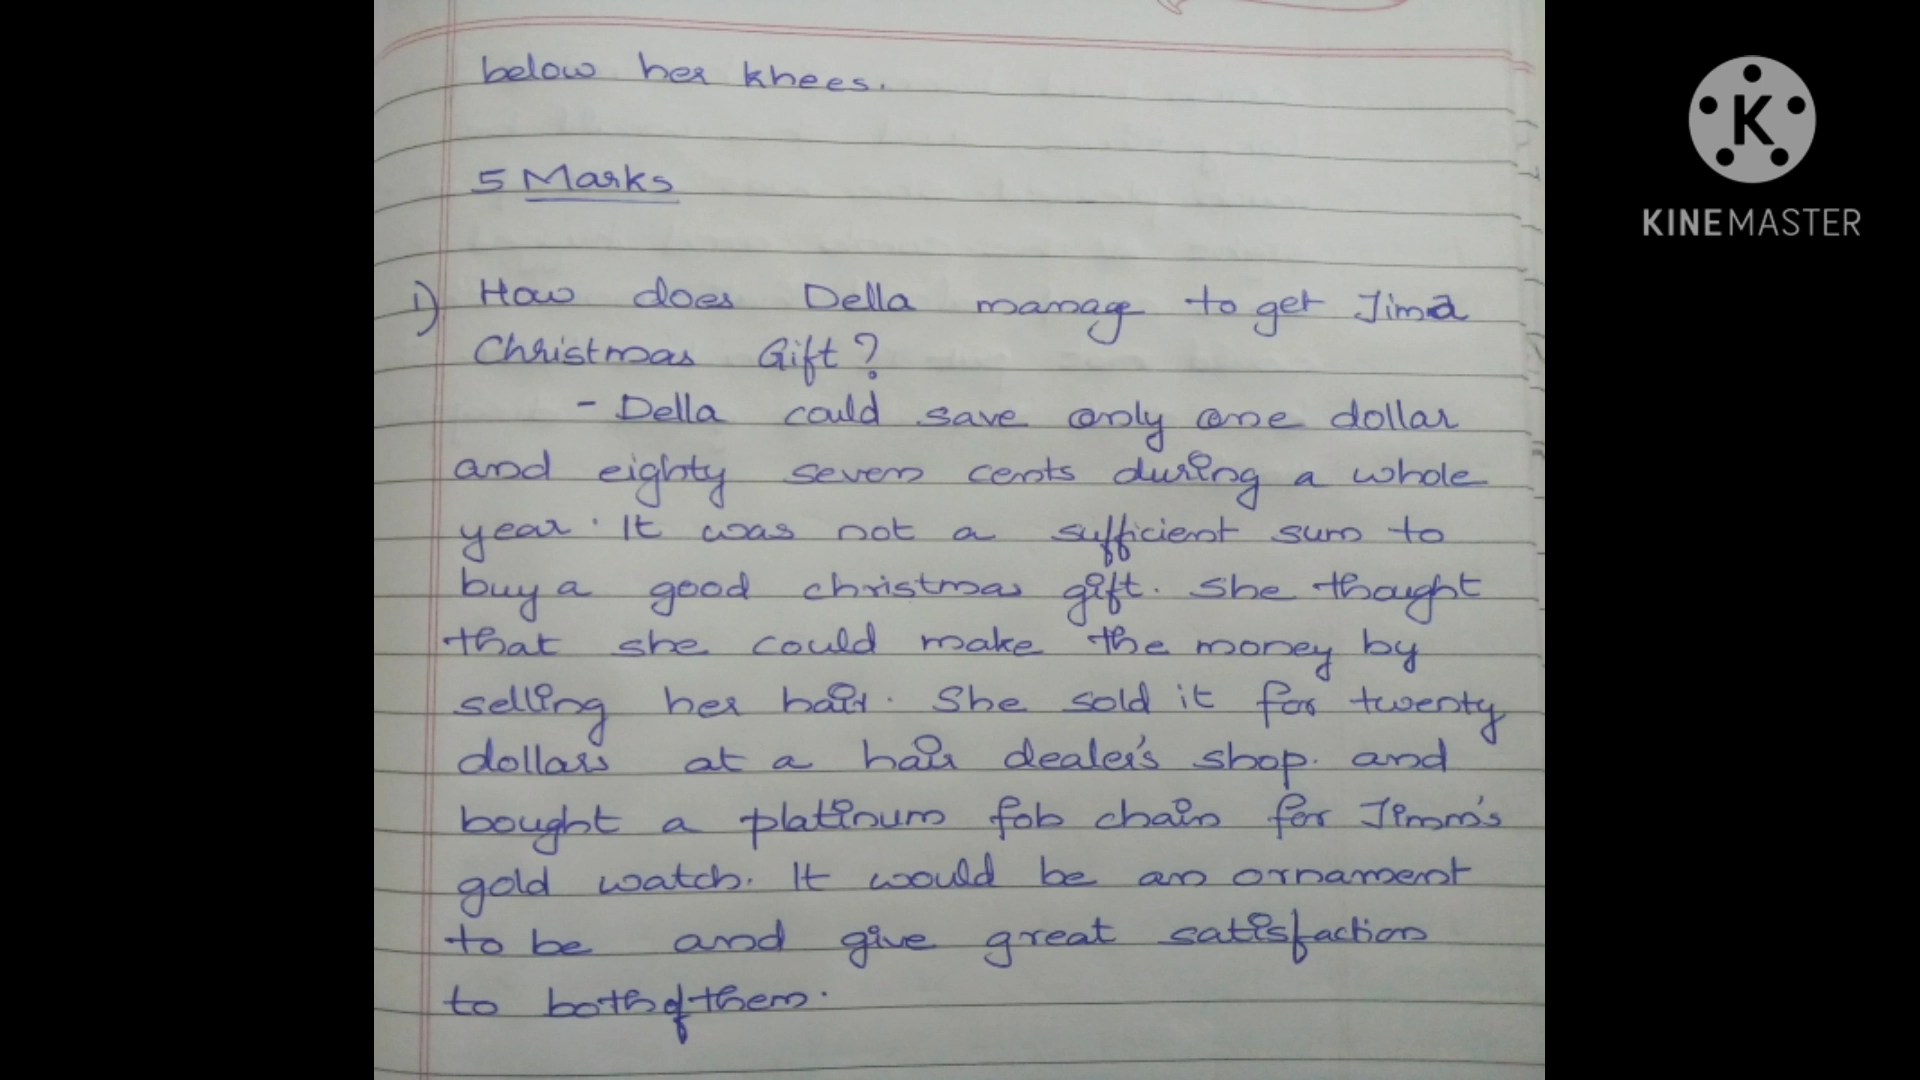 below her knees.
5 Marks
1) How does Della manage to get Jim a
Christmas Gift?
- Della could save only one dollar
and eighty seven cents during a whole
year. It was not a sufficient sum to
buy a good christmas gift. She thought
that she could make the money by
selling her hair. She sold it for twenty
dollars at a hair dealer's shop. and
bought a platinum fob chain for Jimm's
gold watch. It would be an ornament
to be and give great satisfaction
to both of them.
K
KINEMASTER